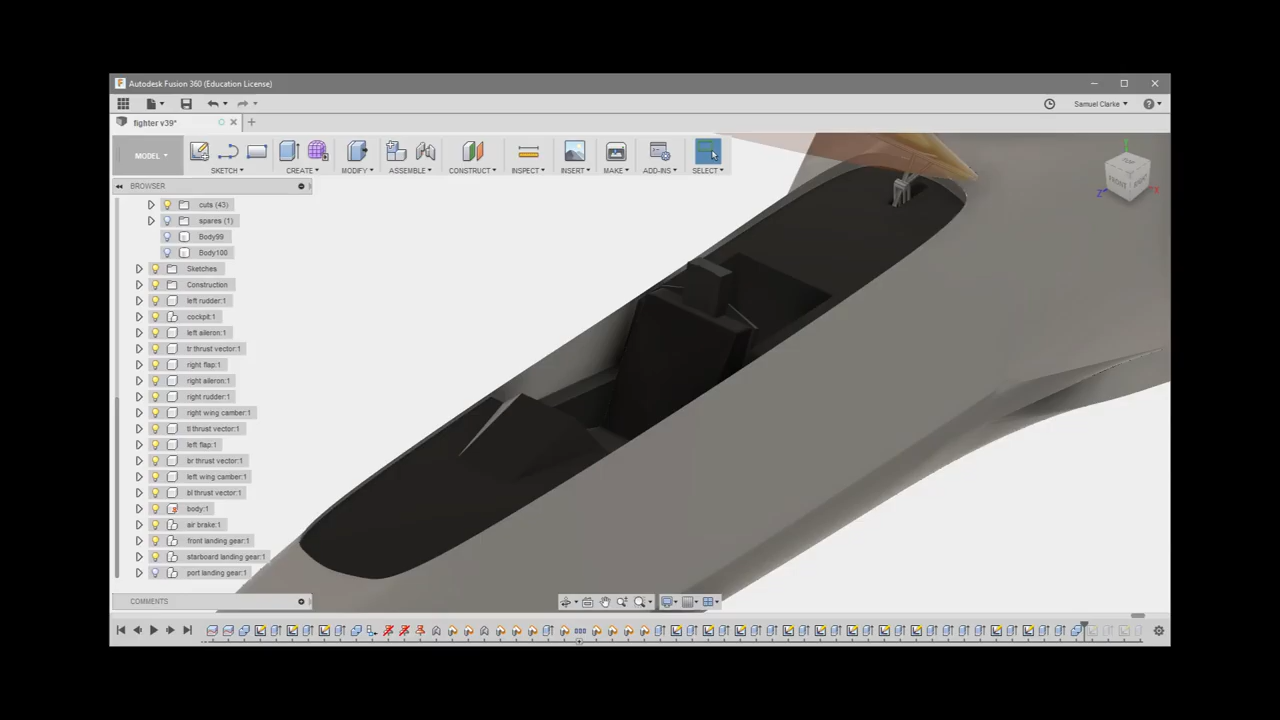 Autodesk Fusion 360 (Education License)
Samuel Clarke
fighter v39*
MODEL
SKETCH
CREATE
MODIFY
ASSEMBLE
CONSTRUCT
INSPECT
INSERT
MAKE
ADD-INS
SELECT
BROWSER
cuts (43)
spares (1)
Body99
Body100
Sketches
Construction
left rudder:1
cockpit:1
left aileron:1
tr thrust vector:1
right flap:1
right aileron:1
right rudder:1
right wing camber:1
tl thrust vector:1
left flap:1
br thrust vector:1
left wing camber:1
bl thrust vector:1
body:1
air brake:1
front landing gear:1
starboard landing gear:1
port landing gear:1
COMMENTS
TOP
FRONT
Z
X